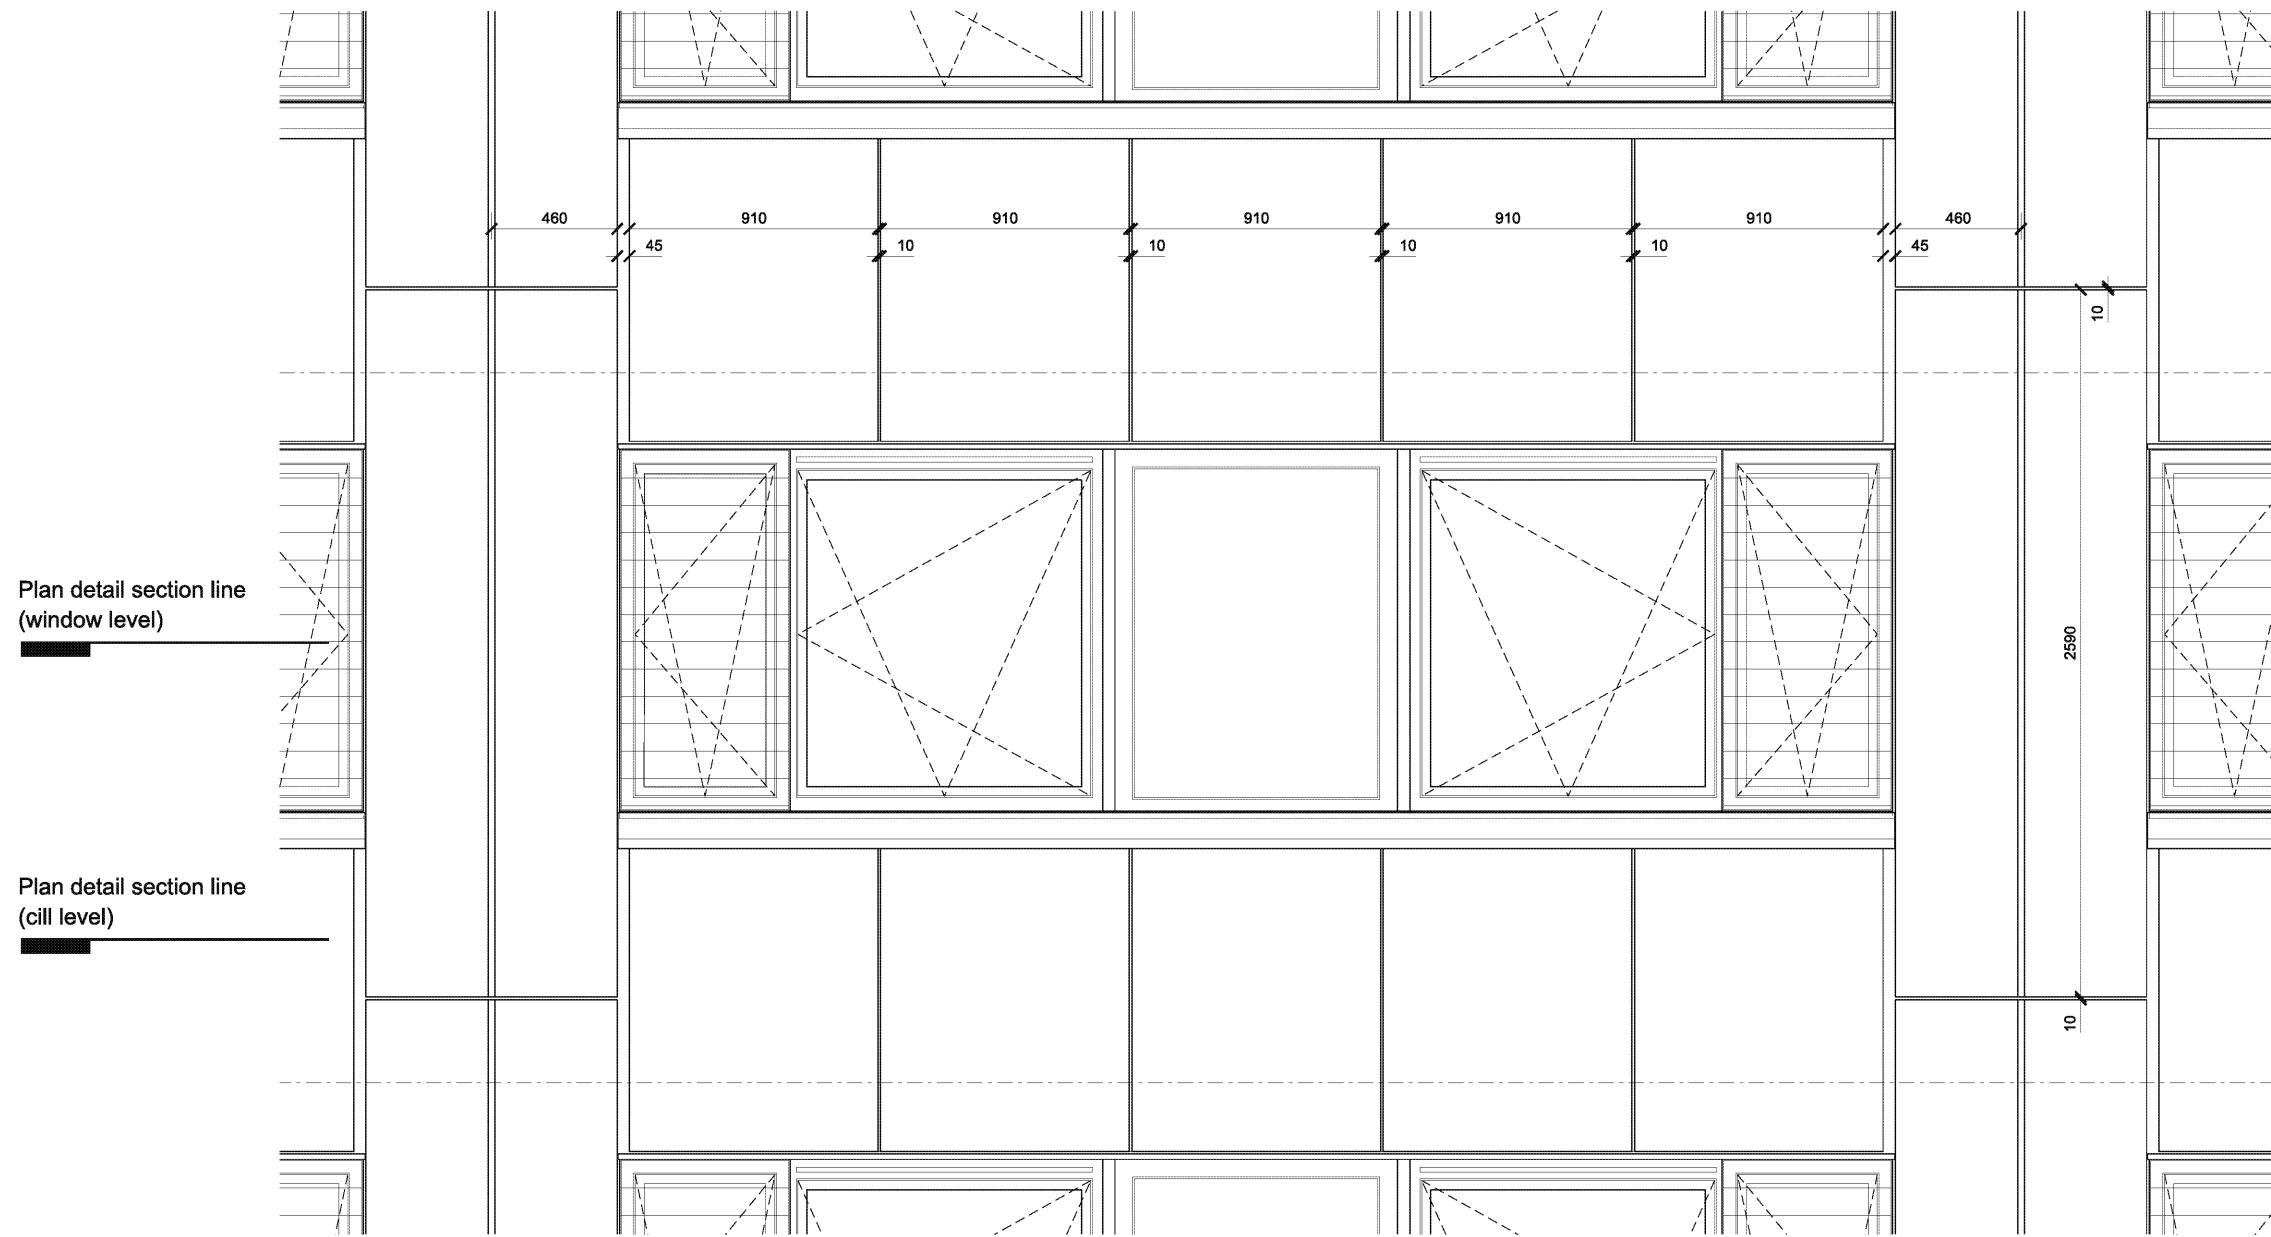 460 910 910 910 910 910 460
45 10 10 10 10 45
10
Plan detail section line
(window level)
2590
Plan detail section line
(cill level)
10